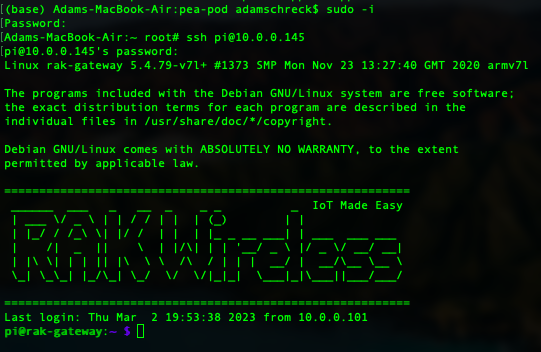 (base) Adams-MacBook-Air:pea-pod adamschreck$ sudo -i
Password:
Adams-MacBook-Air:~ root# ssh pi@10.0.0.145
pi@10.0.0.145's password:
Linux rak-gateway 5.4.79-v7l+ #1373 SMP Mon Nov 23 13:27:40 GMT 2020 armv7l
The programs included with the Debian GNU/Linux system are free software;
the exact distribution terms for each program are described in the
individual files in /usr/share/doc/*/copyright.
Debian GNU/Linux comes with ABSOLUTELY NO WARRANTY, to the extent
permitted by applicable law.
IoT Made Easy
RAKWireless
Last login: Thu Mar  2 19:53:38 2023 from 10.0.0.101
pi@rak-gateway:~ $